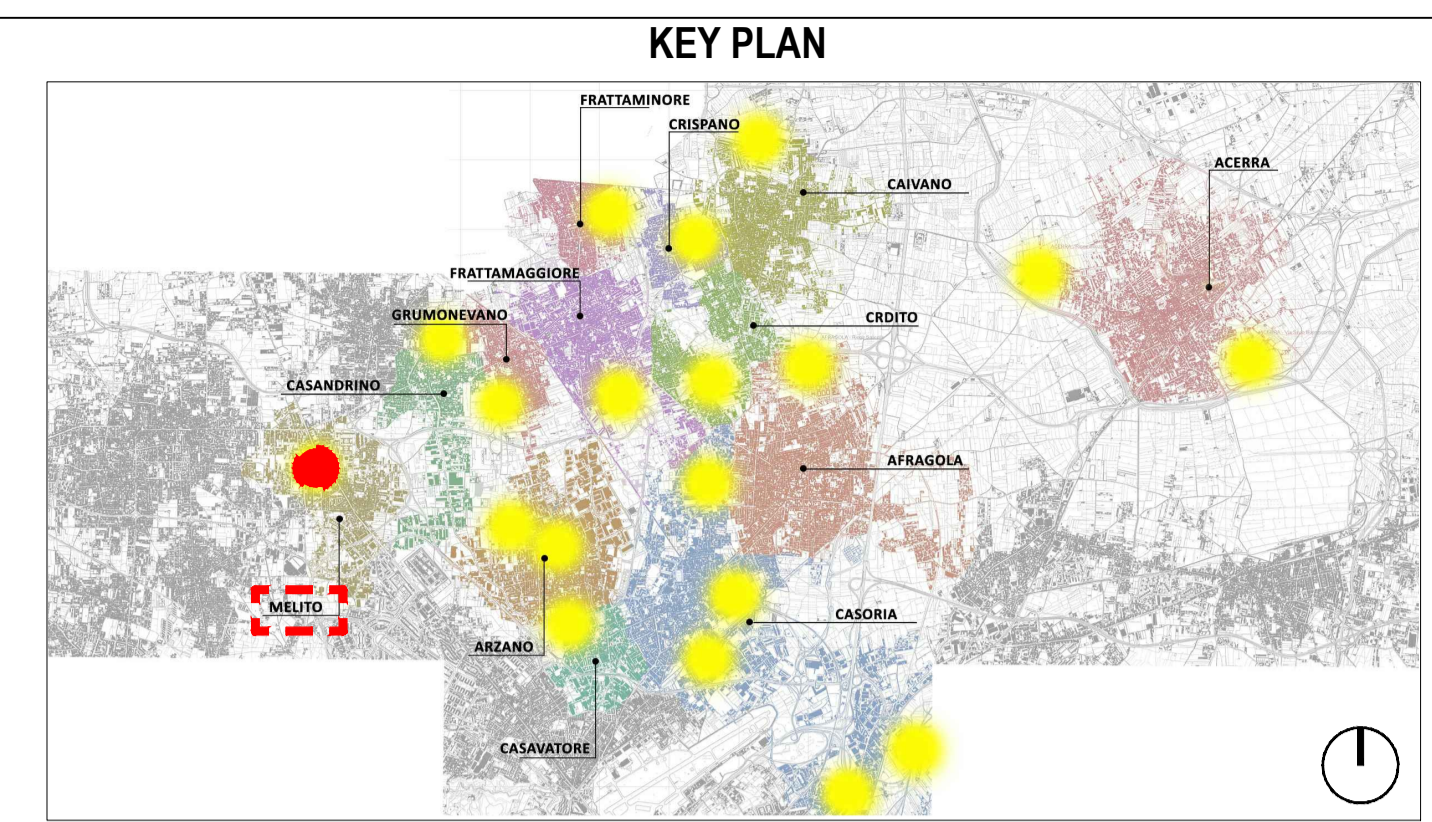 KEY PLAN
FRATTAMINORE
CRISPANO
ACERRA
CAIVANO
FRATTAMAGGIORE
GRUMONEVANO
CRDITO
CASANDRINO
AFRAGOLA
MELITO
CASORIA
ARZANO
CASAVATORE